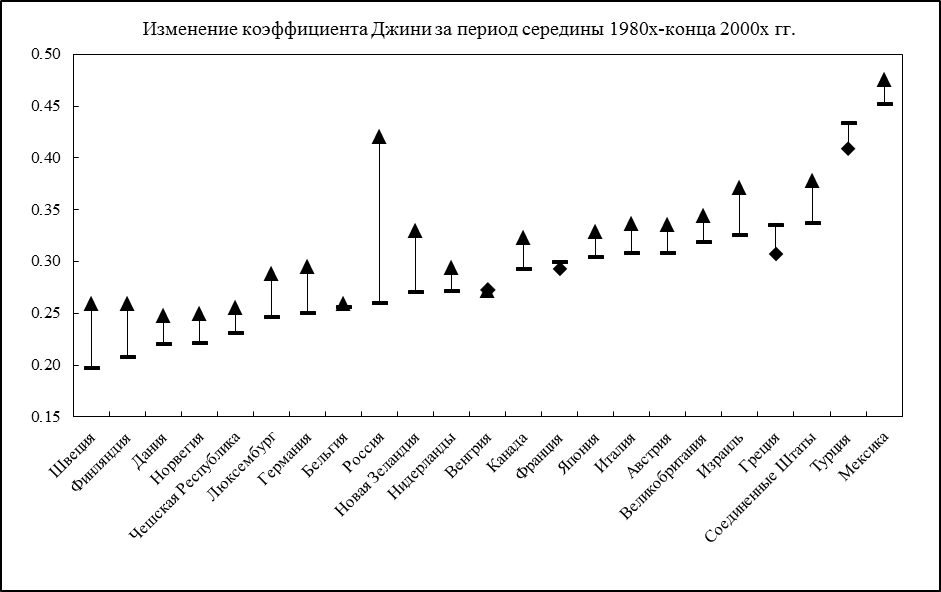 Изменение коэффициента Джини за период середины 1980х-конца 2000х гг.
0.50
0.45
0.40
0.35
0.30
0.25
0.20
0.15
Швеция
Финляндия
Дания
Норвегия
Чешская Республика
Люксембург
Германия
Бельгия
Россия
Новая Зеландия
Нидерланды
Венгрия
Канада
Франция
Япония
Италия
Австрия
Великобритания
Израиль
Греция
Соединенные Штаты
Турция
Мексика